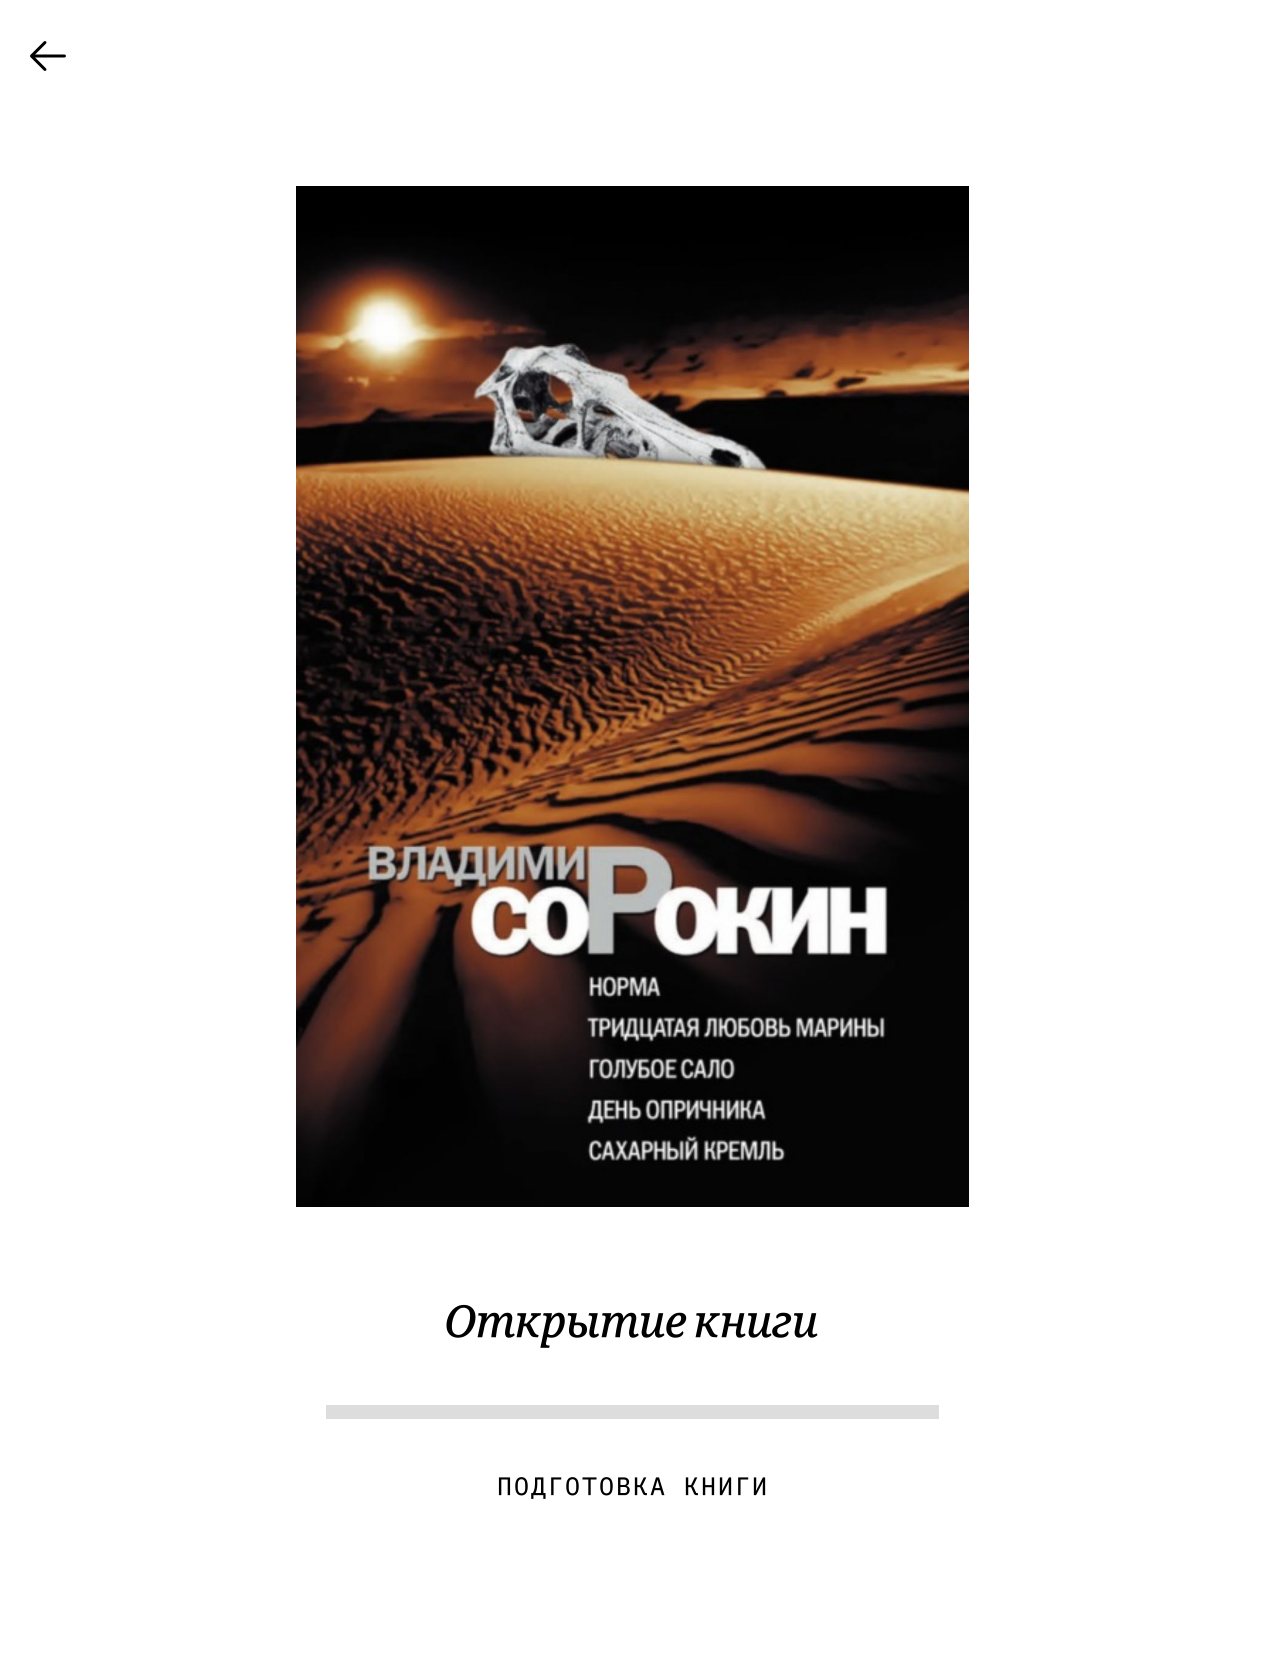 ВЛАДИМИР
СОРОКИН
НОРМА
ТРИДЦАТАЯ ЛЮБОВЬ МАРИНЫ
ГОЛУБОЕ САЛО
ДЕНЬ ОПРИЧНИКА
САХАРНЫЙ КРЕМЛЬ
Открытие книги
ПОДГОТОВКА КНИГИ